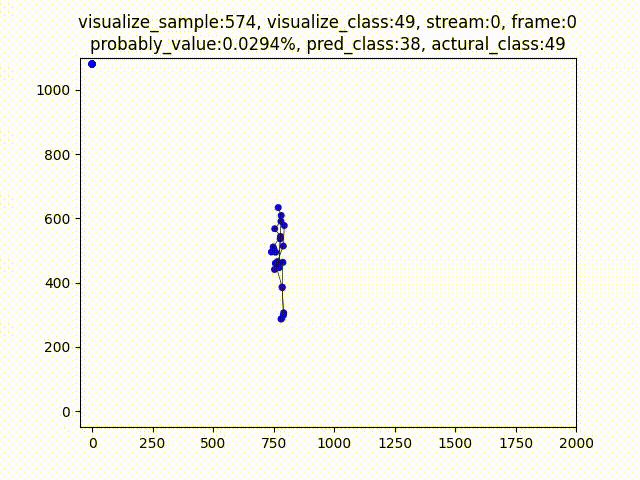 visualize_sample:574, visualize_class:49, stream:0, frame:0
probably_value:0.0294%, pred_class:38, actural_class:49
1000
800
600
400
200
0
0 250 500 750 1000 1250 1500 1750 2000